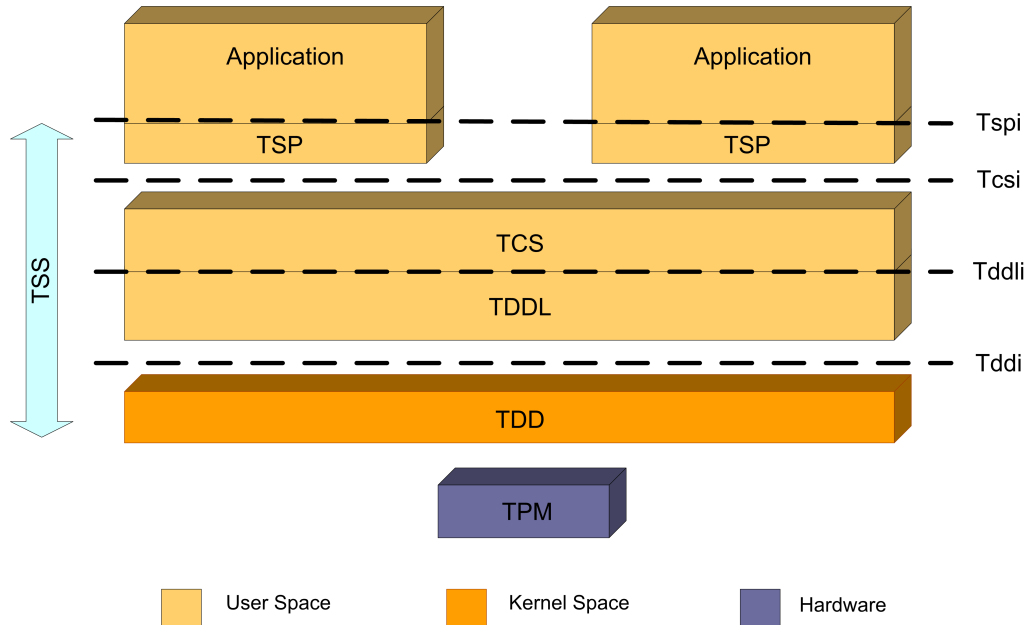 Application
Application
TSP
TSP
Tspi
Tcsi
TCS
TSS
Tddli
TDDL
Tddi
TDD
TPM
User Space
Kernel Space
Hardware